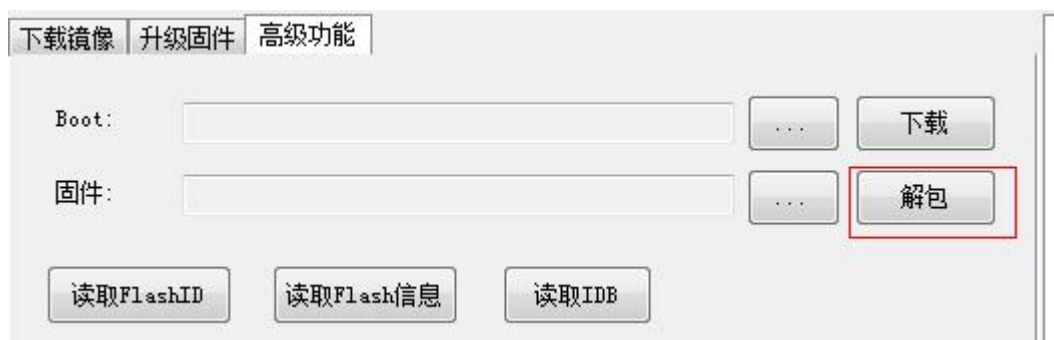 下载镜像 升级固件 高级功能
Boot: ... 下载
固件: ... 解包
读取FlashID 读取Flash信息 读取IDB